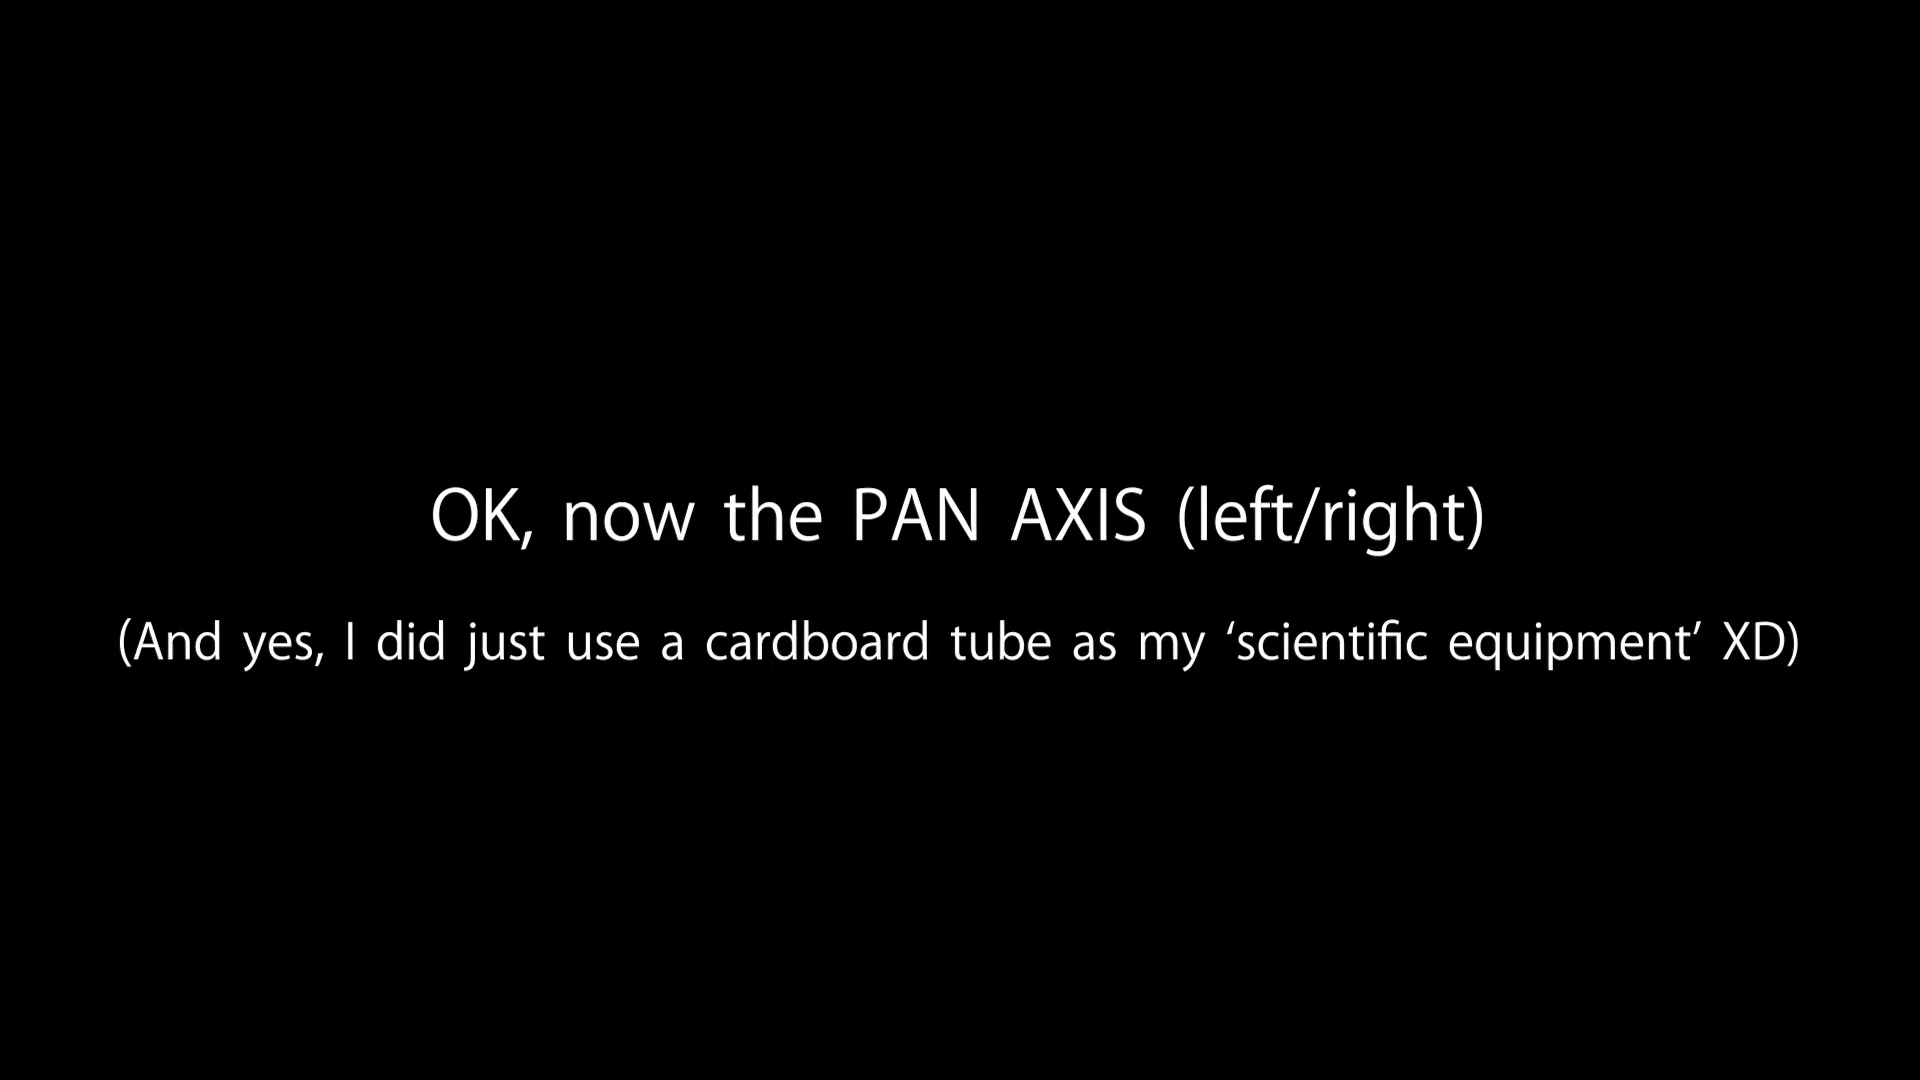 OK, now the PAN AXIS (left/right)
(And yes, I did just use a cardboard tube as my ‘scientific equipment’ XD)